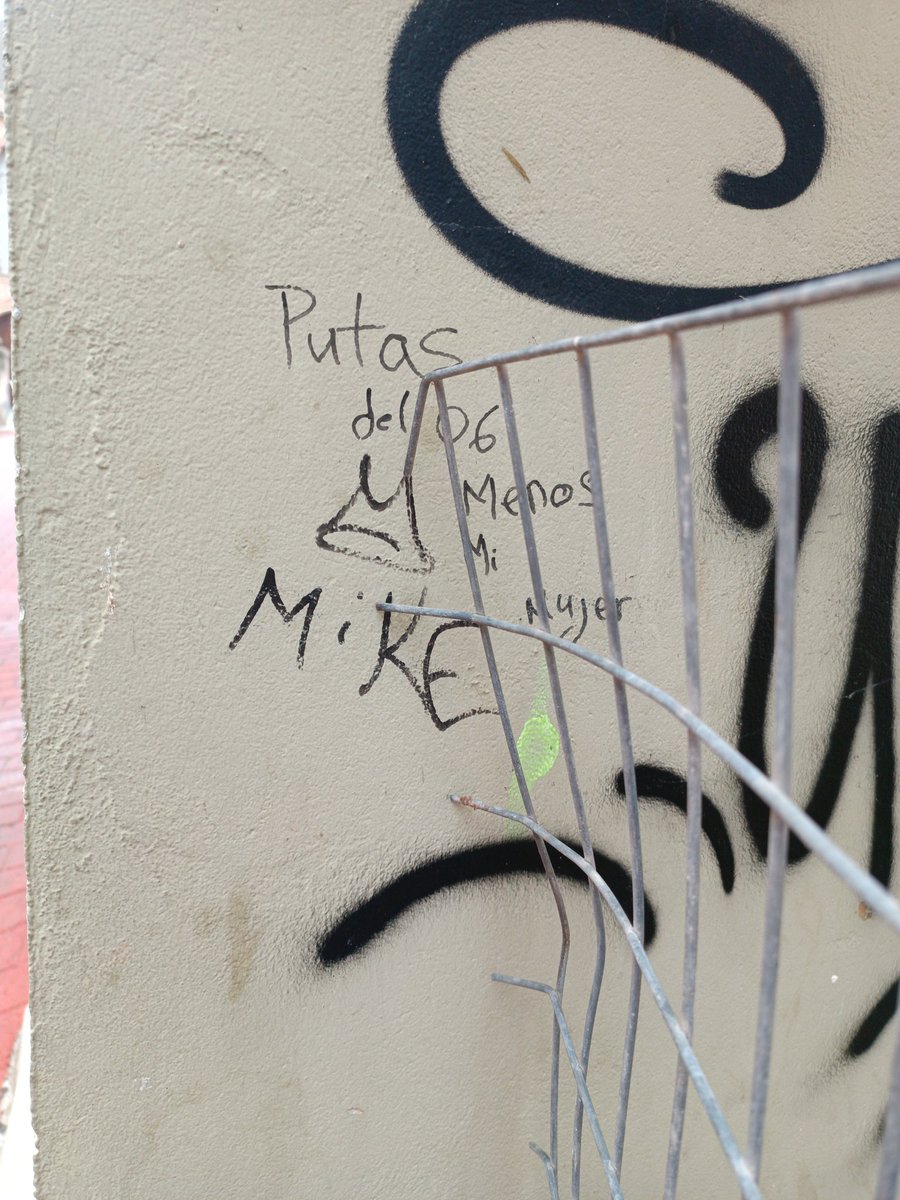 Putas
del 06
Menos
Mi
Mujer
MiKE